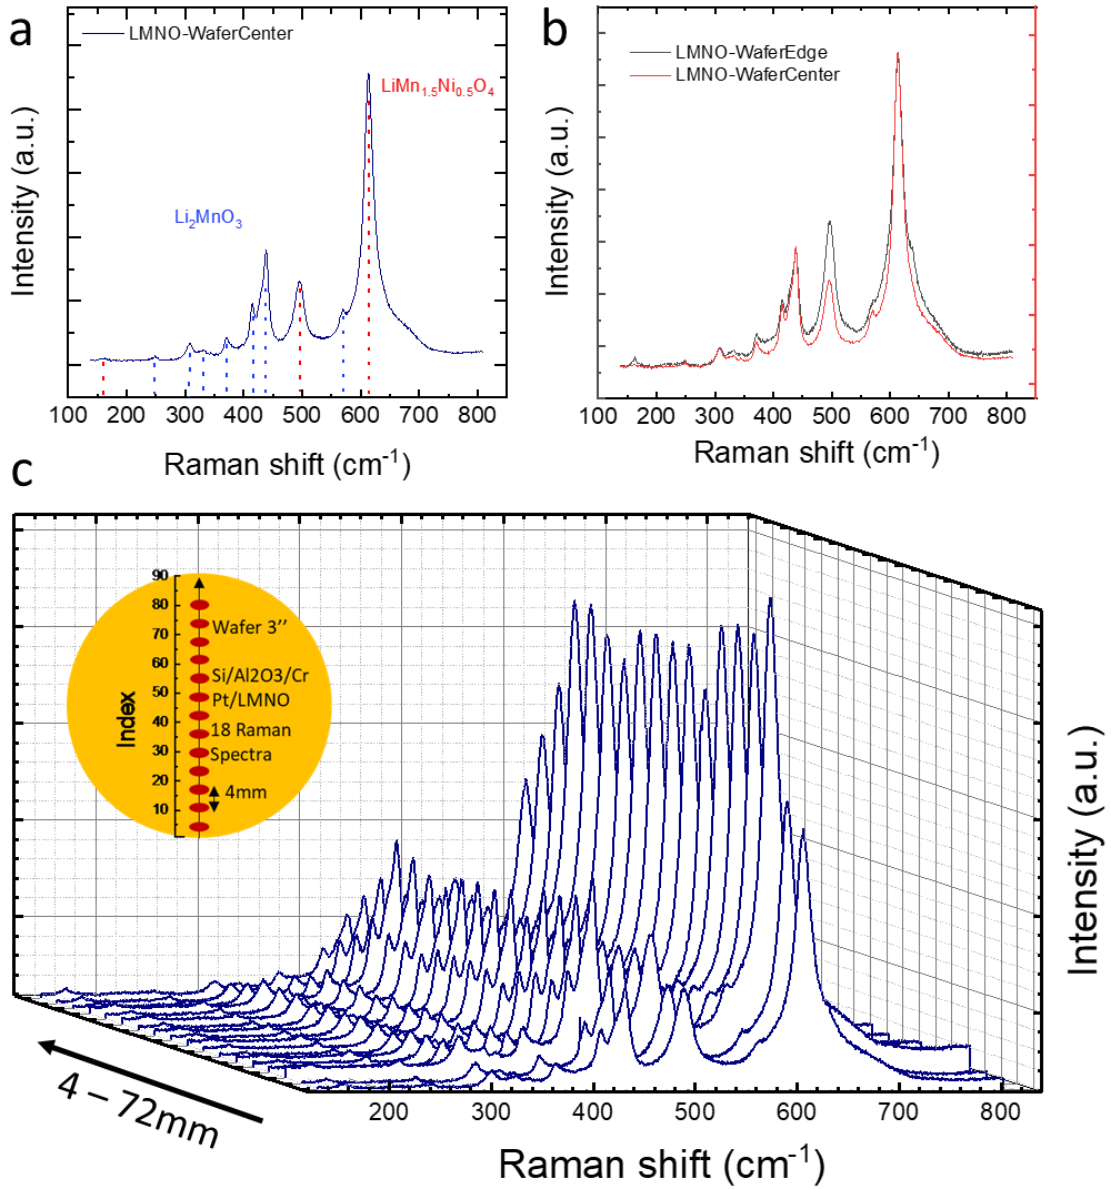 a
LMNO-WaferCenter
LiMn1.5Ni0.5O4
Li2MnO3
Intensity (a.u.)
100 200 300 400 500 600 700 800
Raman shift (cm-1)
b
LMNO-WaferEdge
LMNO-WaferCenter
Intensity (a.u.)
100 200 300 400 500 600 700 800
Raman shift (cm-1)
c
90
80
70
60
50
40
30
20
10
Index
Wafer 3’’
Si/Al2O3/Cr
Pt/LMNO
18 Raman
Spectra
4mm
4 – 72mm
200 300 400 500 600 700 800
Raman shift (cm-1)
Intensity (a.u.)